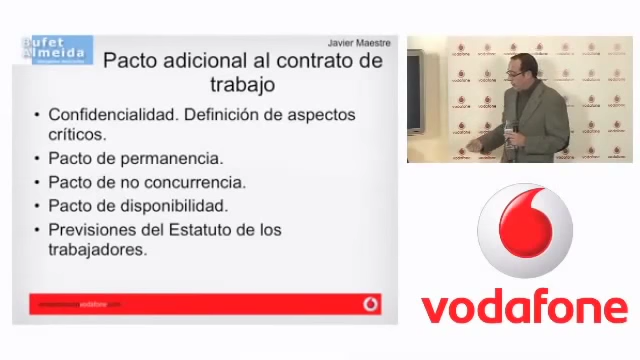 Bufet
Almeida
Javier Maestre
Pacto adicional al contrato de
trabajo
• Confidencialidad. Definición de aspectos
críticos.
• Pacto de permanencia.
• Pacto de no concurrencia.
• Pacto de disponibilidad.
• Previsiones del Estatuto de los
trabajadores.
vodafone